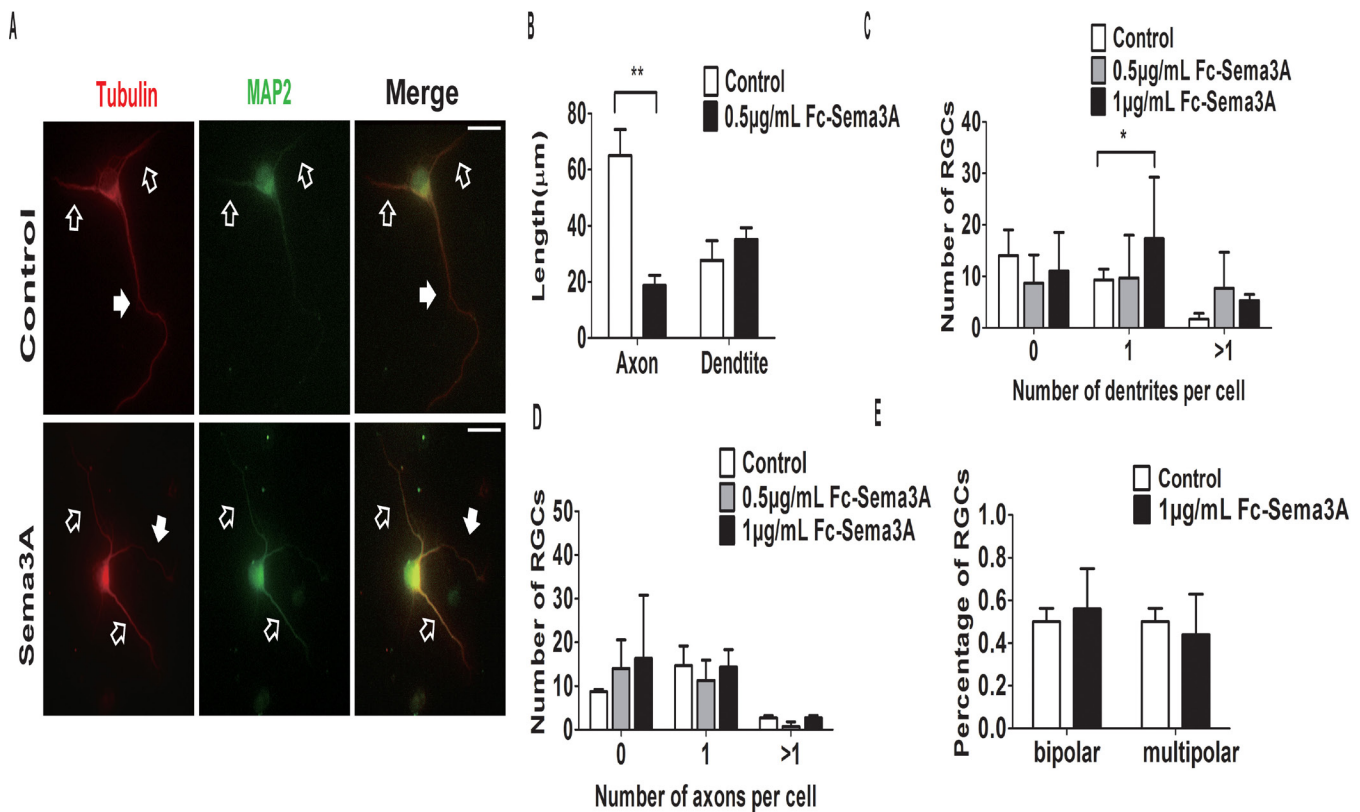 A
Tubulin
MAP2
Merge
Control
Sema3A
B
**
Control
0.5µg/mL Fc-Sema3A
Length(µm)
80
60
40
20
0
Axon
Dendtite
C
Control
0.5µg/mL Fc-Sema3A
1µg/mL Fc-Sema3A
*
Number of RGCs
40
30
20
10
0
0
1
>1
Number of dentrites per cell
D
Control
0.5µg/mL Fc-Sema3A
1µg/mL Fc-Sema3A
Number of RGCs
50
40
30
20
10
0
0
1
>1
Number of axons per cell
E
Control
1µg/mL Fc-Sema3A
Percentage of RGCs
1.0
0.8
0.6
0.4
0.2
0.0
bipolar
multipolar